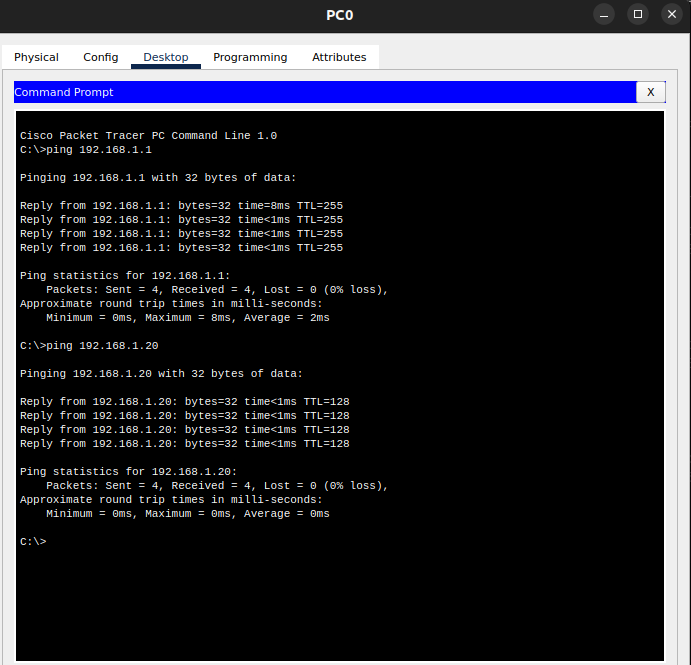 PC0
Physical Config Desktop Programming Attributes
Command Prompt X
Cisco Packet Tracer PC Command Line 1.0
C:\>ping 192.168.1.1
Pinging 192.168.1.1 with 32 bytes of data:
Reply from 192.168.1.1: bytes=32 time=8ms TTL=255
Reply from 192.168.1.1: bytes=32 time<1ms TTL=255
Reply from 192.168.1.1: bytes=32 time<1ms TTL=255
Reply from 192.168.1.1: bytes=32 time<1ms TTL=255
Ping statistics for 192.168.1.1:
    Packets: Sent = 4, Received = 4, Lost = 0 (0% loss),
Approximate round trip times in milli-seconds:
    Minimum = 0ms, Maximum = 8ms, Average = 2ms
C:\>ping 192.168.1.20
Pinging 192.168.1.20 with 32 bytes of data:
Reply from 192.168.1.20: bytes=32 time<1ms TTL=128
Reply from 192.168.1.20: bytes=32 time<1ms TTL=128
Reply from 192.168.1.20: bytes=32 time<1ms TTL=128
Reply from 192.168.1.20: bytes=32 time<1ms TTL=128
Ping statistics for 192.168.1.20:
    Packets: Sent = 4, Received = 4, Lost = 0 (0% loss),
Approximate round trip times in milli-seconds:
    Minimum = 0ms, Maximum = 0ms, Average = 0ms
C:\>